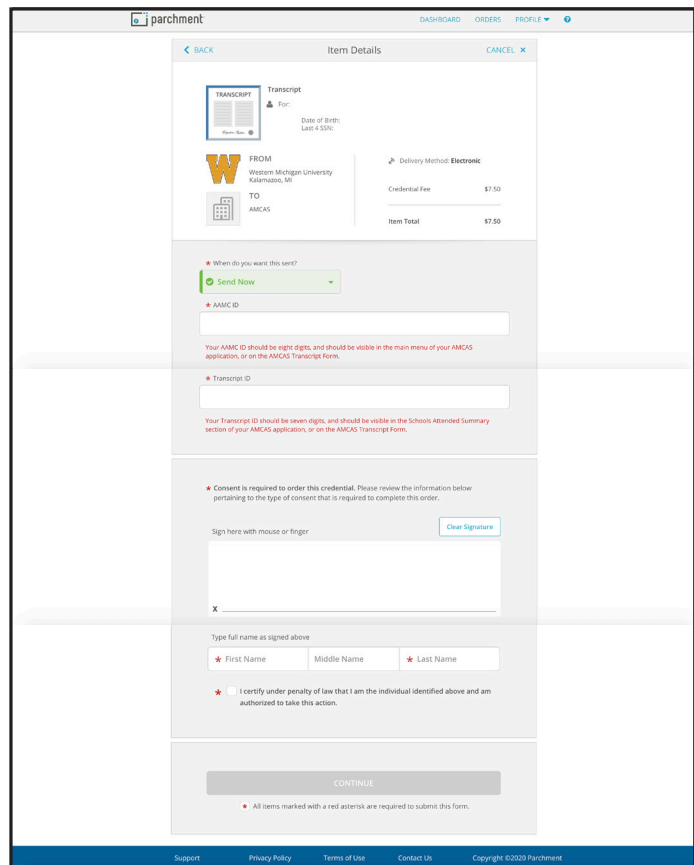 parchment
DASHBOARD ORDERS PROFILE
BACK Item Details CANCEL ×
TRANSCRIPT
Transcript
For:
Date of Birth:
Last 4 SSN:
W
FROM
Western Michigan University
Kalamazoo, MI
TO
AMCAS
Delivery Method: Electronic
Credential Fee $7.50
Item Total $7.50
* When do you want this sent?
Send Now
* AAMC ID
Your AAMC ID should be eight digits, and should be visible in the main menu of your AMCAS
application, or on the AMCAS Transcript Form.
* Transcript ID
Your Transcript ID should be seven digits, and should be visible in the Schools Attended Summary
section of your AMCAS application, or on the AMCAS Transcript Form.
* Consent is required to order this credential. Please review the information below
pertaining to the type of consent that is required to complete this order.
Sign here with mouse or finger
Clear Signature
X
Type full name as signed above
* First Name Middle Name * Last Name
* I certify under penalty of law that I am the individual identified above and am
authorized to take this action.
CONTINUE
* All items marked with a red asterisk are required to submit this form.
Support Privacy Policy Terms of Use Contact Us Copyright ©2020 Parchment